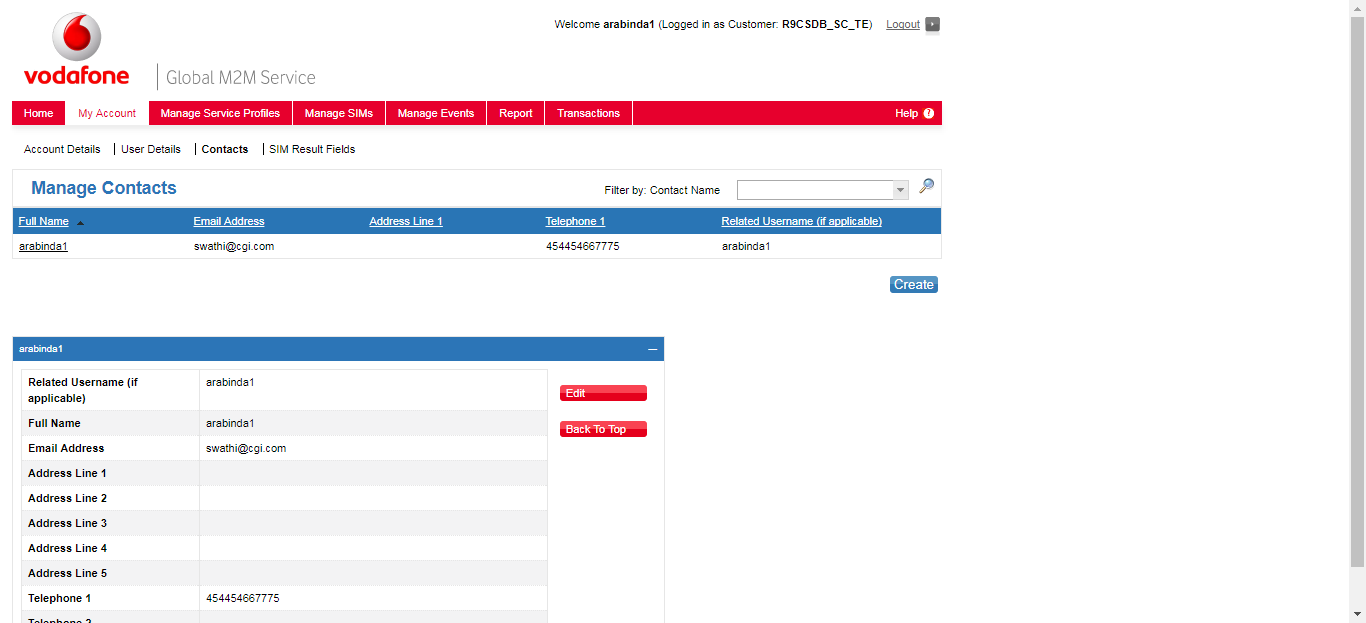 Welcome arabinda1 (Logged in as Customer: R9CSDB_SC_TE) Logout
vodafone Global M2M Service
Home My Account Manage Service Profiles Manage SIMs Manage Events Report Transactions Help ?
Account Details User Details Contacts SIM Result Fields
Manage Contacts Filter by: Contact Name
Full Name Email Address Address Line 1 Telephone 1 Related Username (if applicable)
arabinda1 swathi@cgi.com 454454667775 arabinda1
Create
arabinda1
Related Username (if applicable) arabinda1
Edit
Full Name arabinda1
Back To Top
Email Address swathi@cgi.com
Address Line 1
Address Line 2
Address Line 3
Address Line 4
Address Line 5
Telephone 1 454454667775
Telephone 2